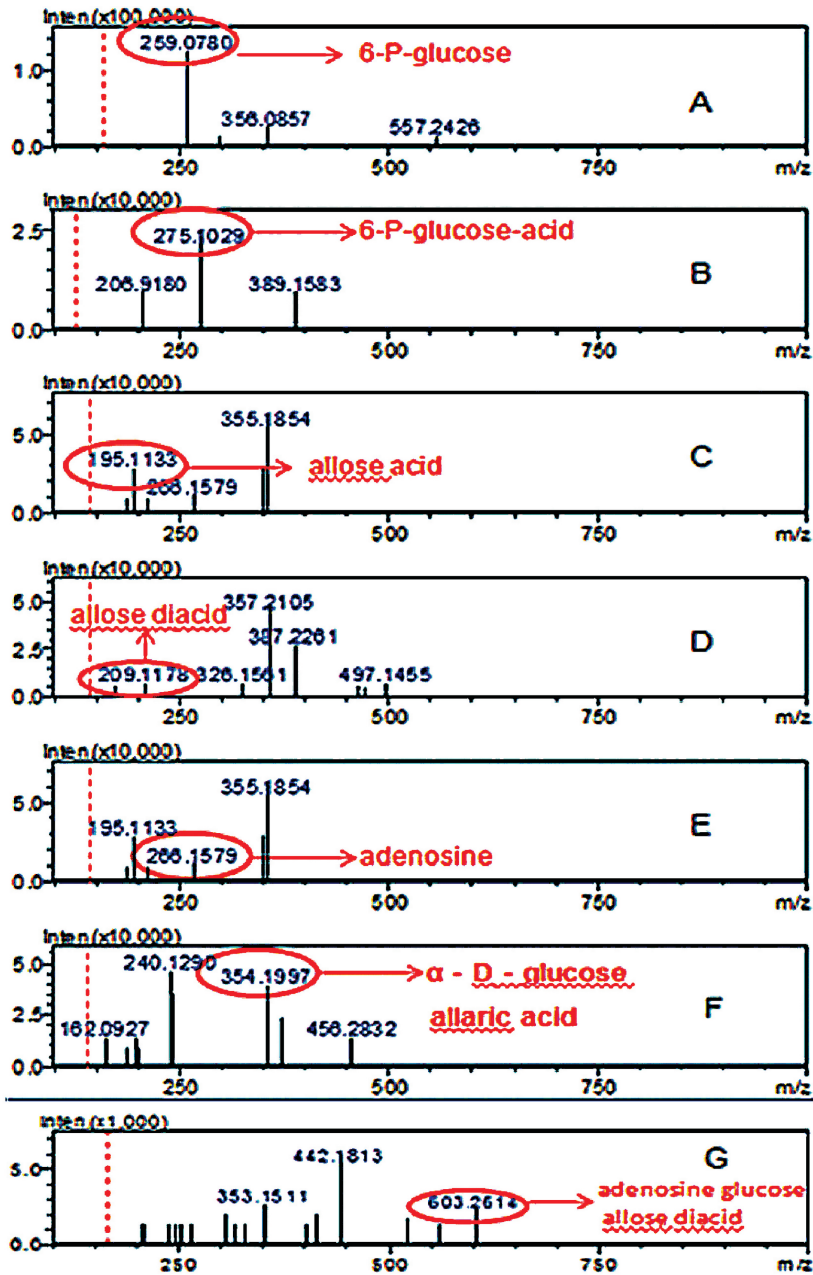 Inten.(x100,000)
259.0780
6-P-glucose
1.0
356.0857
557.2426
A
0.0
250
500
750
m/z
Inten.(x10,000)
2.5
275.1029
6-P-glucose-acid
206.9180
389.1583
B
0.0
250
500
750
m/z
Inten.(x10,000)
355.1854
5.0
195.1133
allose acid
266.1579
C
0.0
250
500
750
m/z
Inten.(x10,000)
5.0
357.2105
allose diacid
387.2261
2.5
209.1178
326.1561
497.1455
D
0.0
250
500
750
m/z
Inten.(x10,000)
355.1854
5.0
195.1133
266.1579
adenosine
E
0.0
250
500
750
m/z
Inten.(x10,000)
5.0
240.1290
354.1997
α - D - glucose
allaric acid
2.5
162.0927
456.2832
F
0.0
250
500
750
m/z
Inten.(x1,000)
442.1813
G
5.0
353.1511
603.2614
adenosine glucose
allose diacid
0.0
250
500
750
m/z